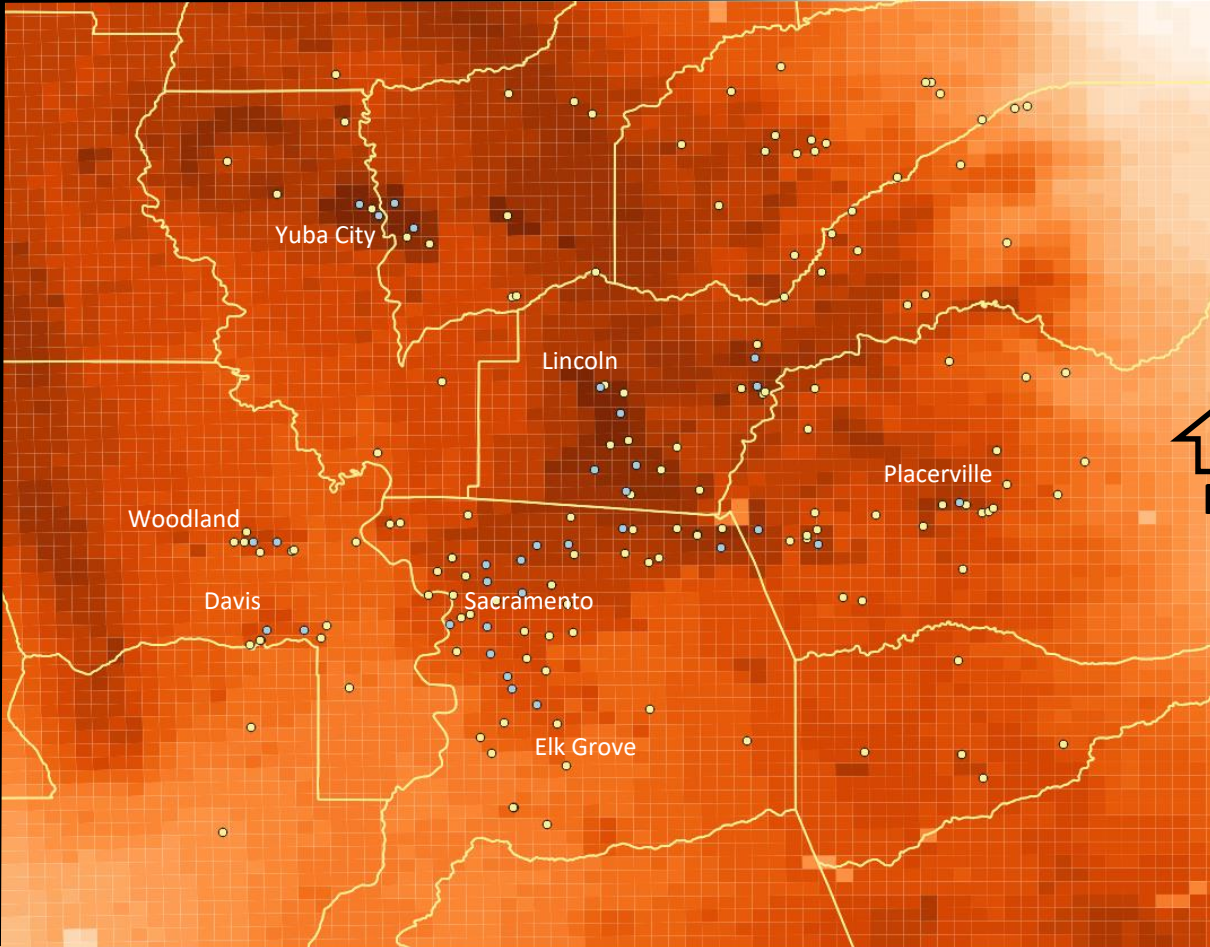 Yuba City
Lincoln
Placerville
Woodland
Davis
Sacramento
Elk Grove